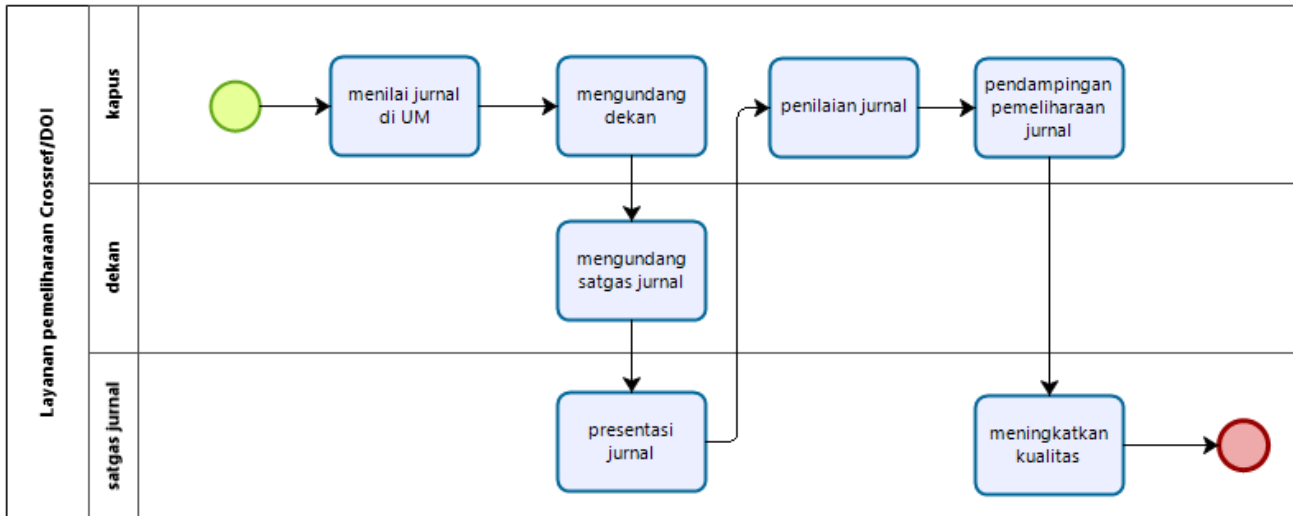 Layanan pemeliharaan Crossref/DOI
kapus
menilai jurnal
di UM
mengundang
dekan
penilaian jurnal
pendampingan
pemeliharaan
jurnal
dekan
mengundang
satgas jurnal
satgas jurnal
presentasi
jurnal
meningkatkan
kualitas